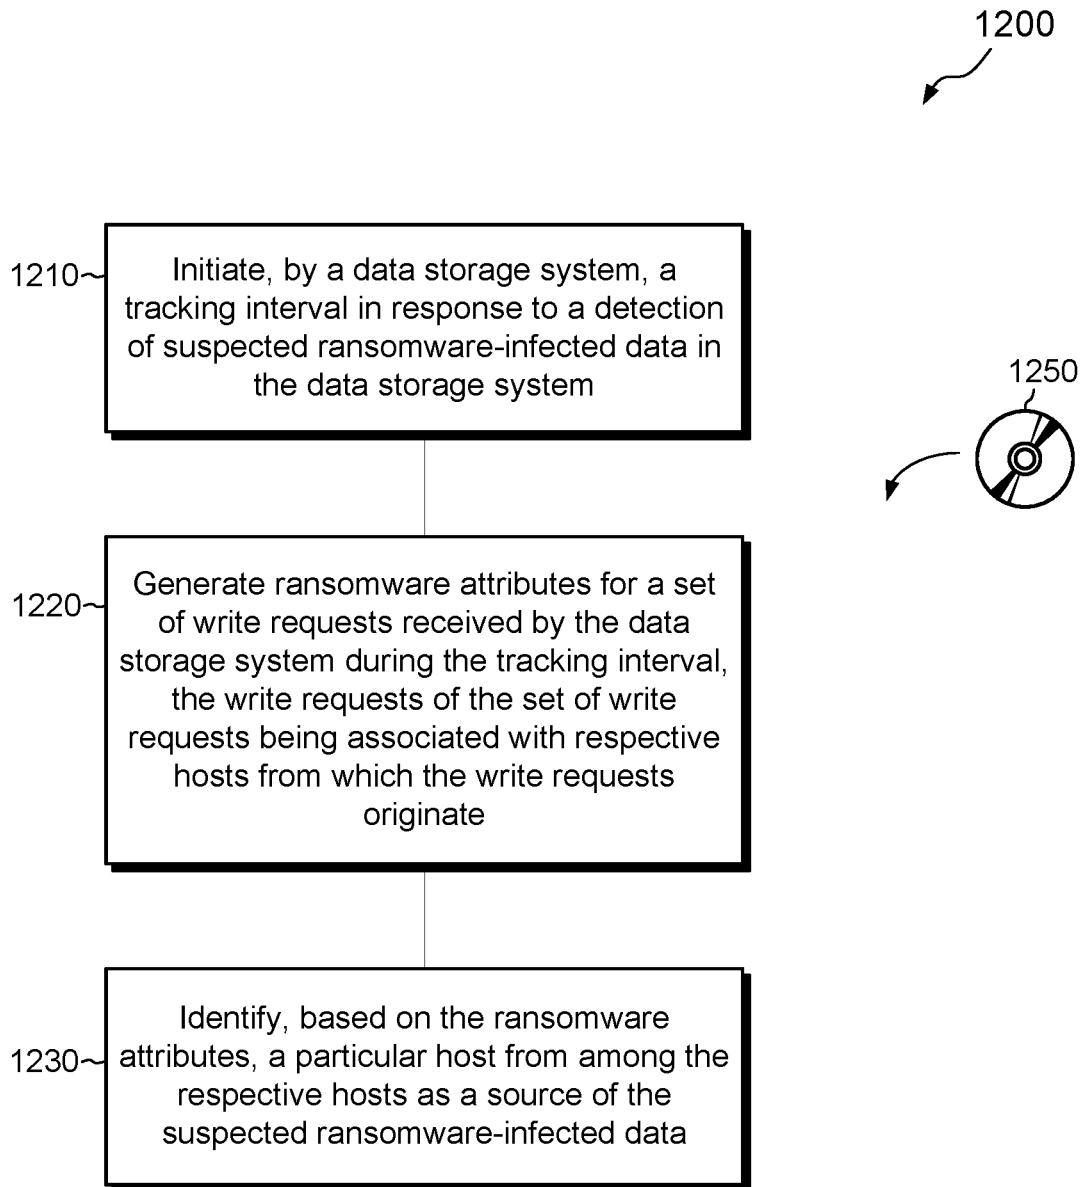 1200
1210
Initiate, by a data storage system, a
tracking interval in response to a detection
of suspected ransomware-infected data in
the data storage system
1250
1220
Generate ransomware attributes for a set
of write requests received by the data
storage system during the tracking interval,
the write requests of the set of write
requests being associated with respective
hosts from which the write requests
originate
1230
Identify, based on the ransomware
attributes, a particular host from among the
respective hosts as a source of the
suspected ransomware-infected data